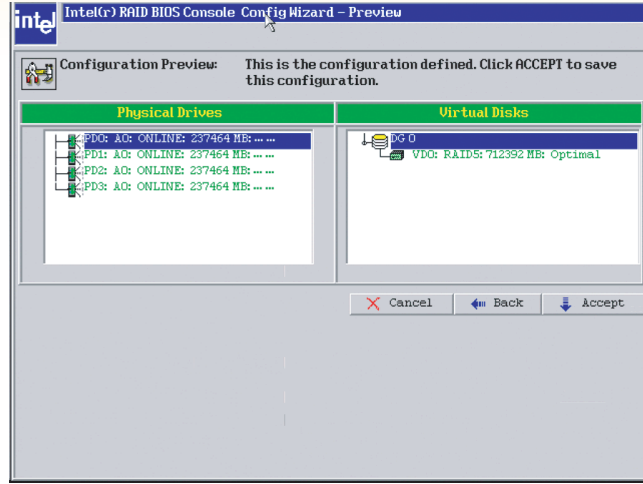 intel
Intel(r) RAID BIOS Console Config Wizard - Preview
Configuration Preview: This is the configuration defined. Click ACCEPT to save
this configuration.
Physical Drives
PD0: A0: ONLINE: 237464 MB: ... ...
PD1: A0: ONLINE: 237464 MB: ... ...
PD2: A0: ONLINE: 237464 MB: ... ...
PD3: A0: ONLINE: 237464 MB: ... ...
Virtual Disks
DG 0
VD0: RAID5: 712392 MB: Optimal
Cancel
Back
Accept